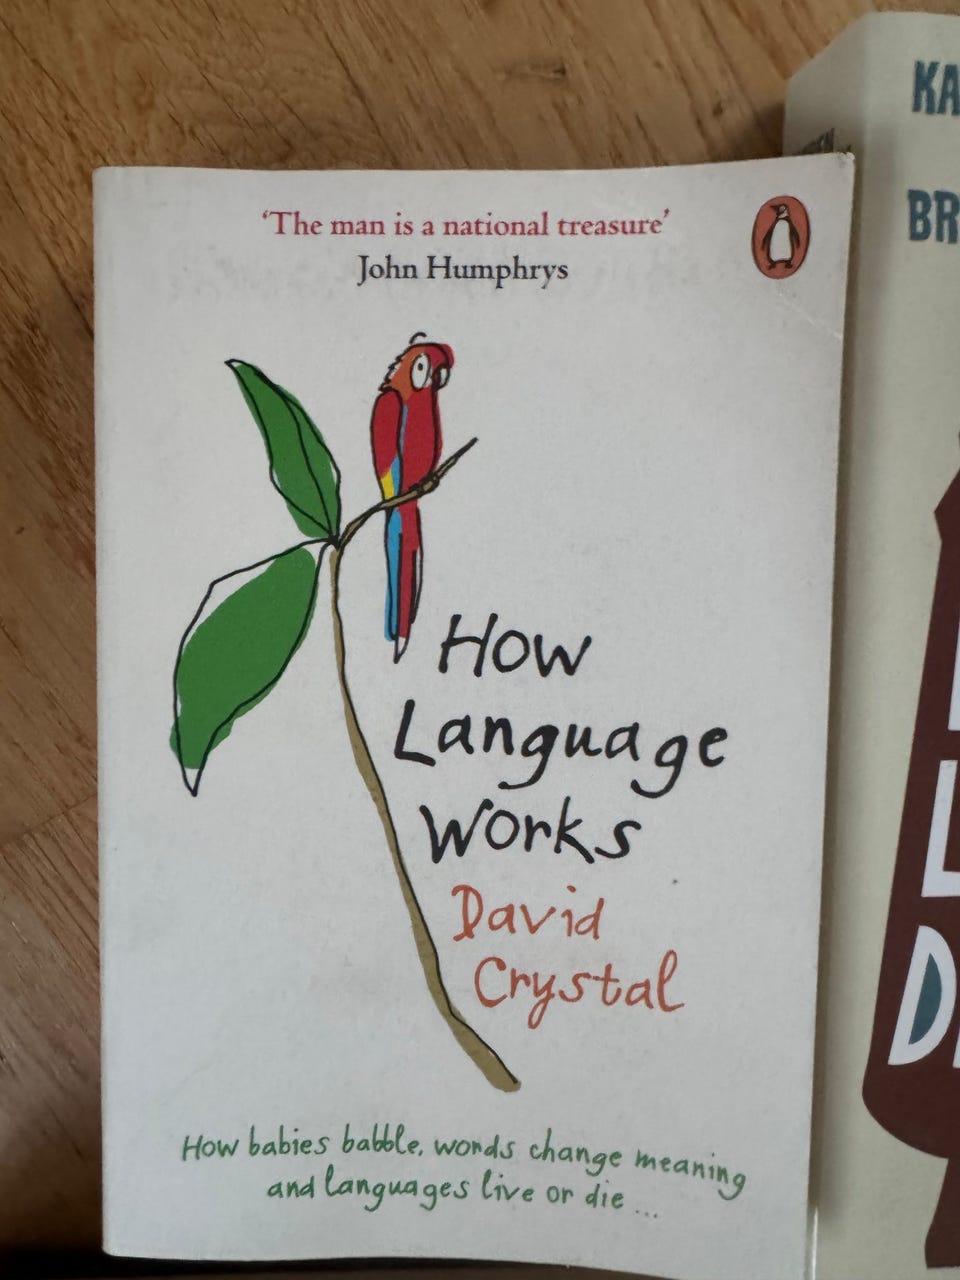 'The man is a national treasure'
John Humphrys
How
Language
Works
David
Crystal
How babies babble, words change meaning
and languages live or die ...
KA
BR
L
D